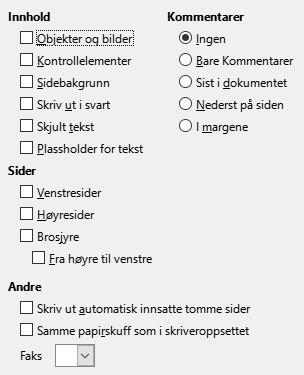 Innhold
Objekter og bilder
Kontrollelementer
Sidebakgrunn
Skriv ut i svart
Skjult tekst
Plassholder for tekst
Kommentarer
Ingen
Bare Kommentarer
Sist i dokumentet
Nederst på siden
I margene
Sider
Venstresider
Høyresider
Brosjyre
Fra høyre til venstre
Andre
Skriv ut automatisk innsatte tomme sider
Samme papirskuff som i skriveroppsettet
Faks